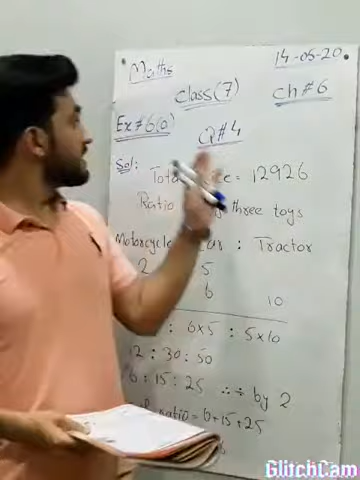 Maths
14-05-20
class(7)
ch # 6
Ex # 6(b)
Q # 4
Sol:
= 12926
Ratio three toys
Motorcycle : Car : Tractor
2 5
6 10
: 6x5 : 5x10
12 : 30 : 50
6 : 15 : 25 ∴ ÷ by 2
ratio = 6+15+25
GlitchCam